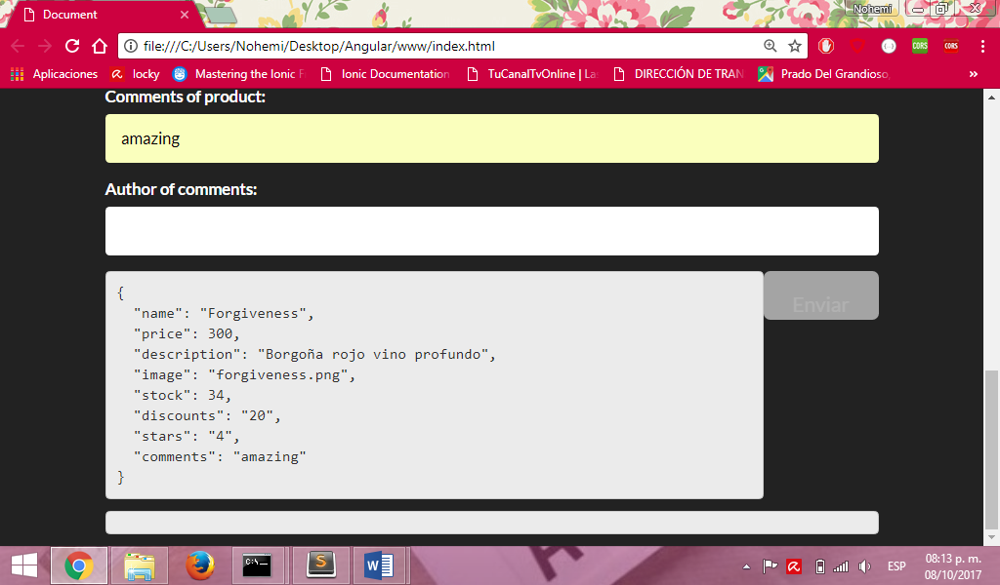 Document
Nohemi
file:///C:/Users/Nohemi/Desktop/Angular/www/index.html
CORS
CORS
Aplicaciones
locky
Mastering the Ionic F
Ionic Documentation
TuCanalTvOnline | La
DIRECCIÓN DE TRAN
Prado Del Grandioso
»
Comments of product:
amazing
Author of comments:
{
"name": "Forgiveness",
"price": 300,
"description": "Borgoña rojo vino profundo",
"image": "forgiveness.png",
"stock": 34,
"discounts": "20",
"stars": "4",
"comments": "amazing"
}
Enviar
ESP
08:13 p. m.
08/10/2017